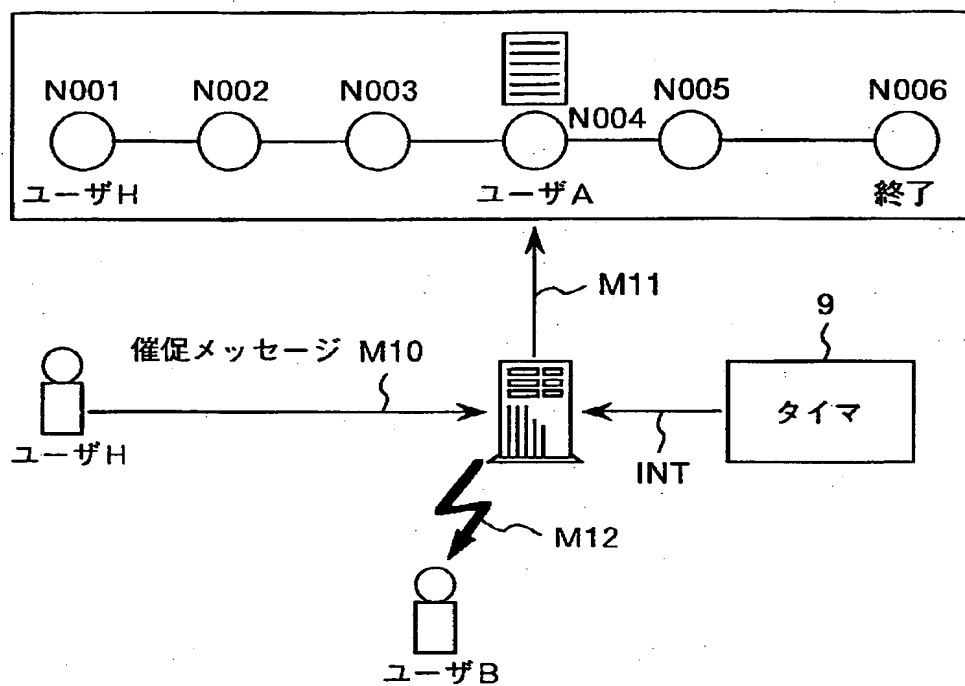 N001
N002
N003
N004
N005
N006
ユーザH
ユーザA
終了
M11
催促メッセージ M10
ユーザH
9
タイマ
INT
M12
ユーザB